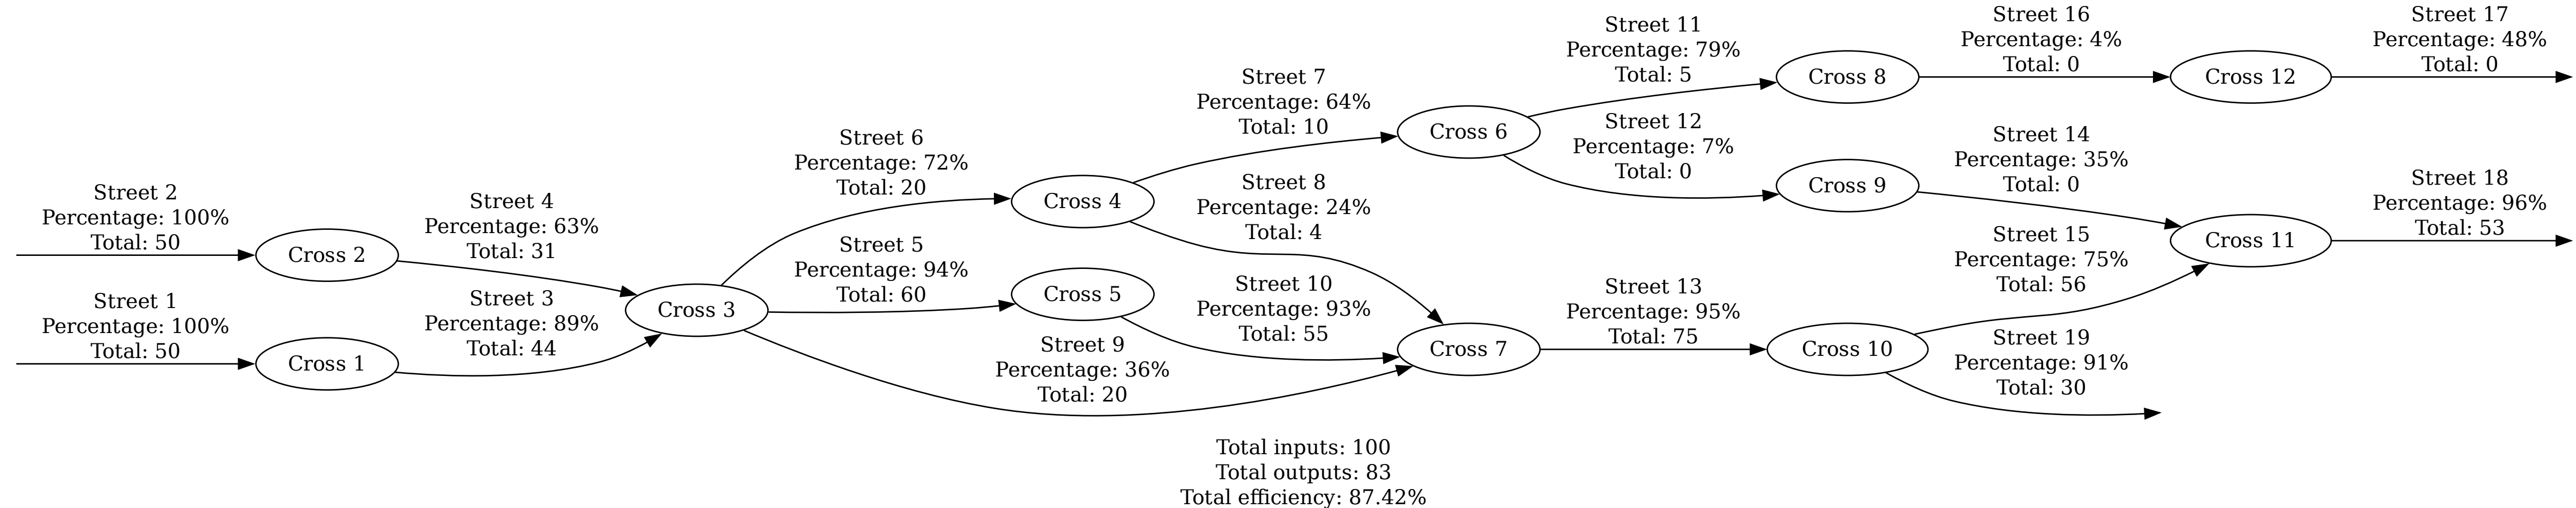 Street 2
Percentage: 100%
Total: 50
Street 1
Percentage: 100%
Total: 50
Cross 2
Cross 1
Street 4
Percentage: 63%
Total: 31
Street 3
Percentage: 89%
Total: 44
Cross 3
Street 6
Percentage: 72%
Total: 20
Street 5
Percentage: 94%
Total: 60
Street 9
Percentage: 36%
Total: 20
Cross 4
Cross 5
Street 7
Percentage: 64%
Total: 10
Street 8
Percentage: 24%
Total: 4
Street 10
Percentage: 93%
Total: 55
Cross 6
Cross 7
Street 11
Percentage: 79%
Total: 5
Street 12
Percentage: 7%
Total: 0
Street 13
Percentage: 95%
Total: 75
Cross 8
Cross 9
Cross 10
Street 16
Percentage: 4%
Total: 0
Street 14
Percentage: 35%
Total: 0
Street 15
Percentage: 75%
Total: 56
Street 19
Percentage: 91%
Total: 30
Cross 12
Cross 11
Street 17
Percentage: 48%
Total: 0
Street 18
Percentage: 96%
Total: 53
Total inputs: 100
Total outputs: 83
Total efficiency: 87.42%